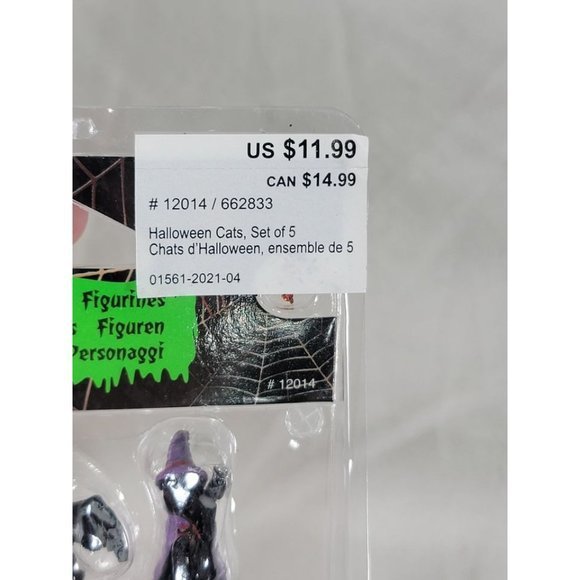 US $11.99
CAN $14.99
# 12014 / 662833
Halloween Cats, Set of 5
Chats d'Halloween, ensemble de 5
01561-2021-04
Figurines
Figuren
Personaggi
# 12014